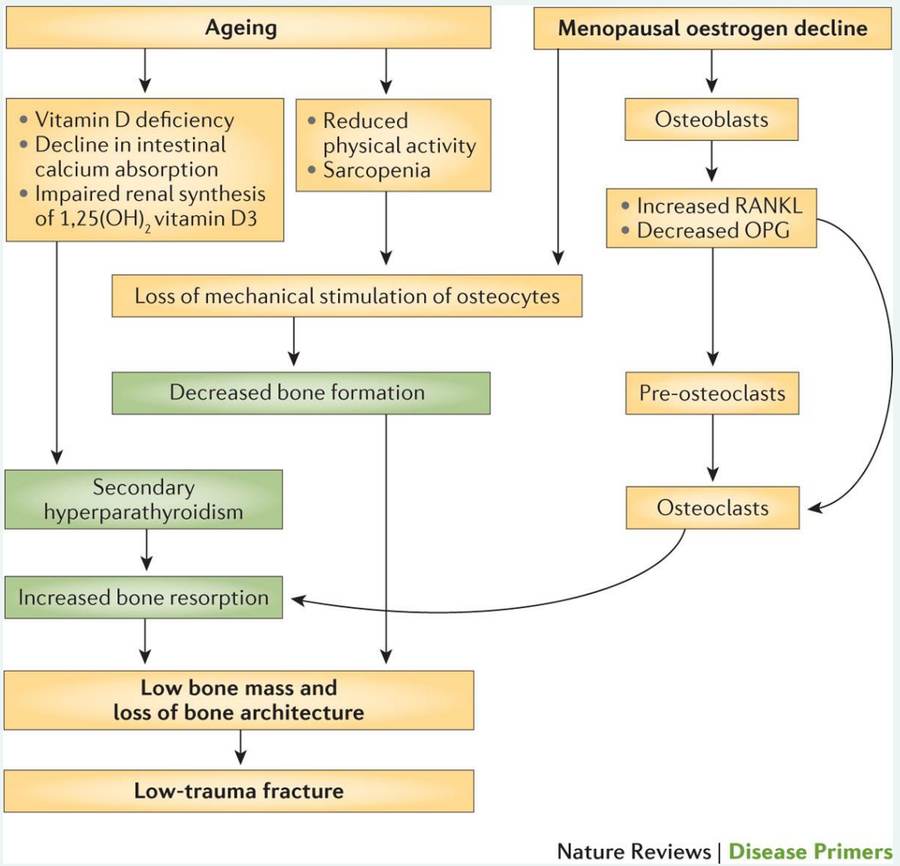 Ageing
Menopausal oestrogen decline
• Vitamin D deficiency
• Decline in intestinal
calcium absorption
• Impaired renal synthesis
of 1,25(OH)₂ vitamin D3
• Reduced
physical activity
• Sarcopenia
Osteoblasts
• Increased RANKL
• Decreased OPG
Loss of mechanical stimulation of osteocytes
Decreased bone formation
Pre-osteoclasts
Secondary
hyperparathyroidism
Osteoclasts
Increased bone resorption
Low bone mass and
loss of bone architecture
Low-trauma fracture
Nature Reviews | Disease Primers